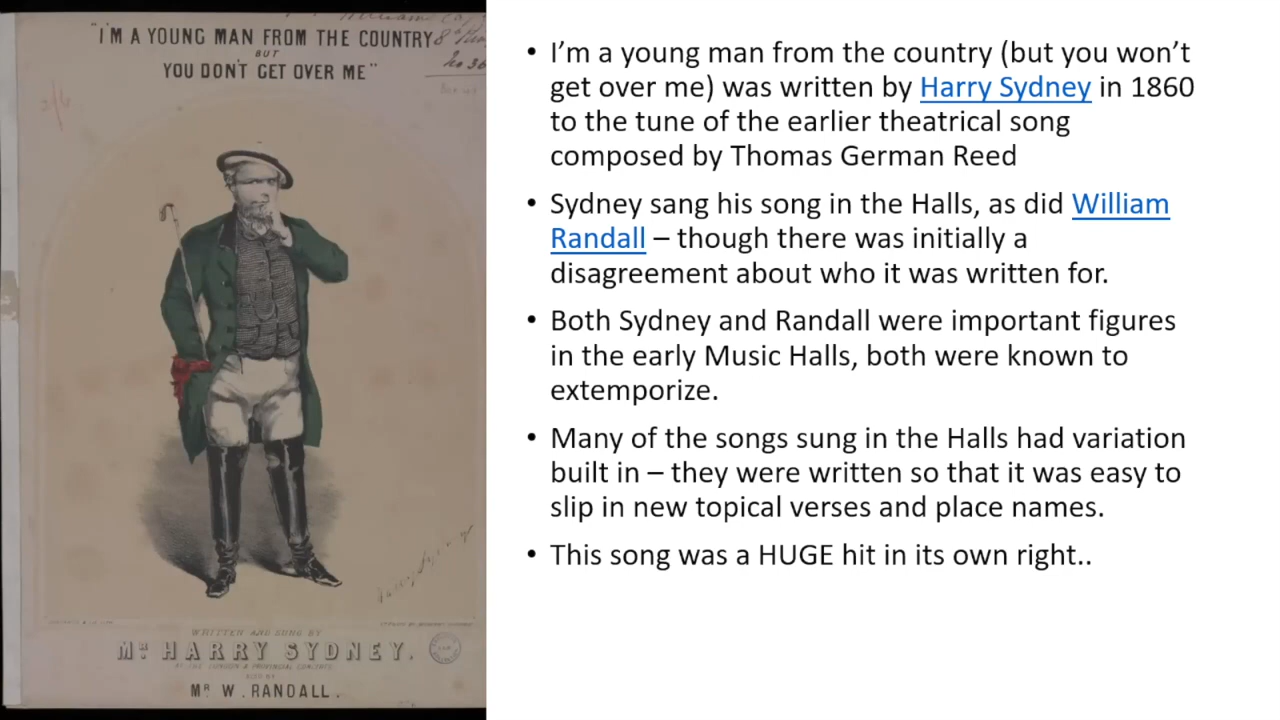 "I'M A YOUNG MAN FROM THE COUNTRY
BUT
YOU DON'T GET OVER ME"
WRITTEN AND SUNG BY
MR HARRY SYDNEY.
AT THE LONDON & PROVINCIAL CONCERTS
ALSO BY
MR W. RANDALL.
• I’m a young man from the country (but you won’t
get over me) was written by Harry Sydney in 1860
to the tune of the earlier theatrical song
composed by Thomas German Reed
• Sydney sang his song in the Halls, as did William
Randall – though there was initially a
disagreement about who it was written for.
• Both Sydney and Randall were important figures
in the early Music Halls, both were known to
extemporize.
• Many of the songs sung in the Halls had variation
built in – they were written so that it was easy to
slip in new topical verses and place names.
• This song was a HUGE hit in its own right..